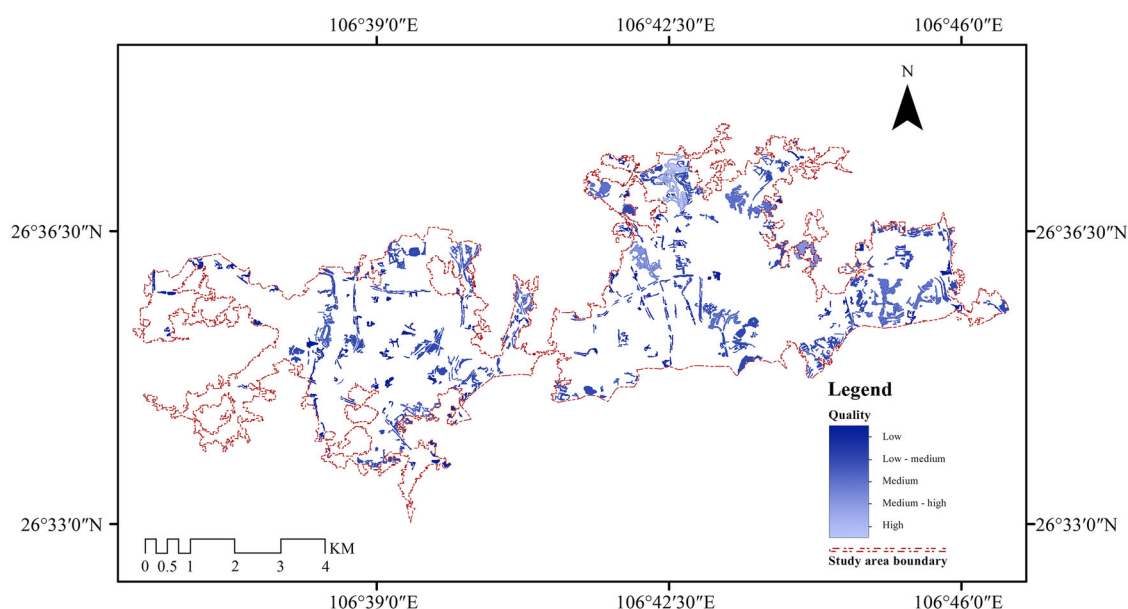 106°39′0″E
106°42′30″E
106°46′0″E
N
26°36′30″N
26°36′30″N
Legend
Quality
Low
Low - medium
Medium
Medium - high
High
26°33′0″N
26°33′0″N
KM
0 0.5 1 2 3 4
Study area boundary
106°39′0″E
106°42′30″E
106°46′0″E